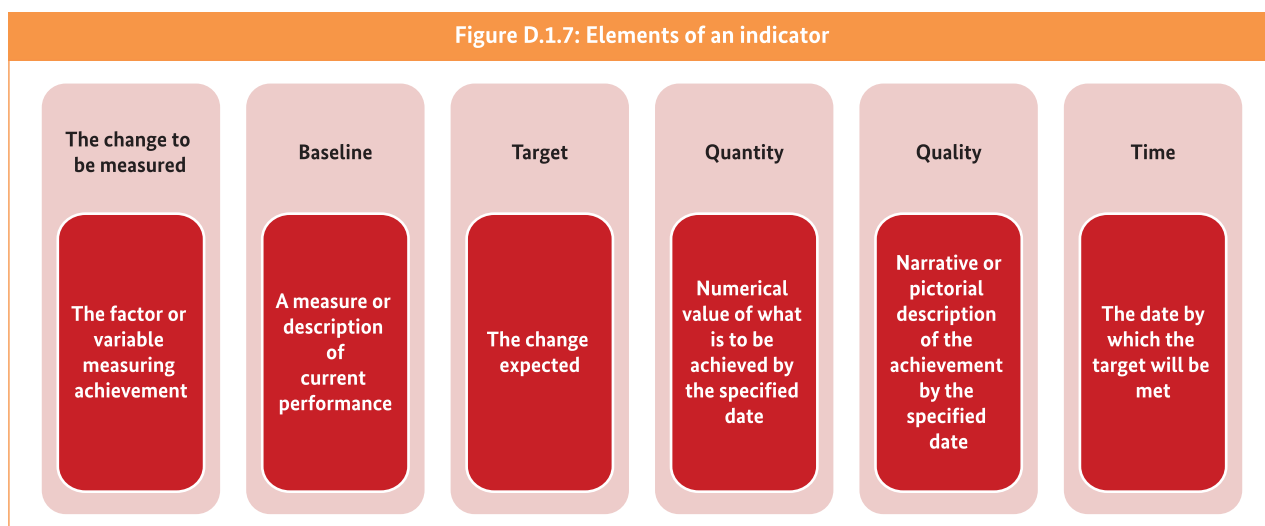 Figure D.1.7: Elements of an indicator
The change to
be measured
The factor or
variable
measuring
achievement
Baseline
A measure or
description
of
current
performance
Target
The change
expected
Quantity
Numerical
value of what
is to be
achieved by
the specified
date
Quality
Narrative or
pictorial
description
of the
achievement
by the
specified
date
Time
The date by
which the
target will be
met